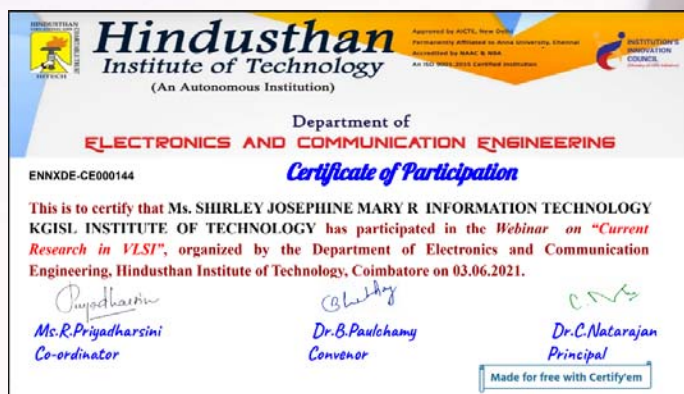 HINDUSTHAN
HITECH
CHARITABLE TRUST
Hindusthan
Institute of Technology
(An Autonomous Institution)
Approved by AICTE, New Delhi
Permanently Affiliated to Anna University, Chennai
Accredited by NAAC & NBA
An ISO 9001:2015 Certified Institution
INSTITUTION'S
INNOVATION
COUNCIL
Department of
ELECTRONICS AND COMMUNICATION ENGINEERING
ENNXDE-CE000144
Certificate of Participation
This is to certify that Ms. SHIRLEY JOSEPHINE MARY R INFORMATION TECHNOLOGY
KGISL INSTITUTE OF TECHNOLOGY has participated in the Webinar on “Current
Research in VLSI”, organized by the Department of Electronics and Communication
Engineering, Hindusthan Institute of Technology, Coimbatore on 03.06.2021.
Priyadharsini
Ms.R.Priyadharsini
Dr.B.Paulchamy
Dr.C.Natarajan
Co-ordinator
Convenor
Principal
Made for free with Certify'em